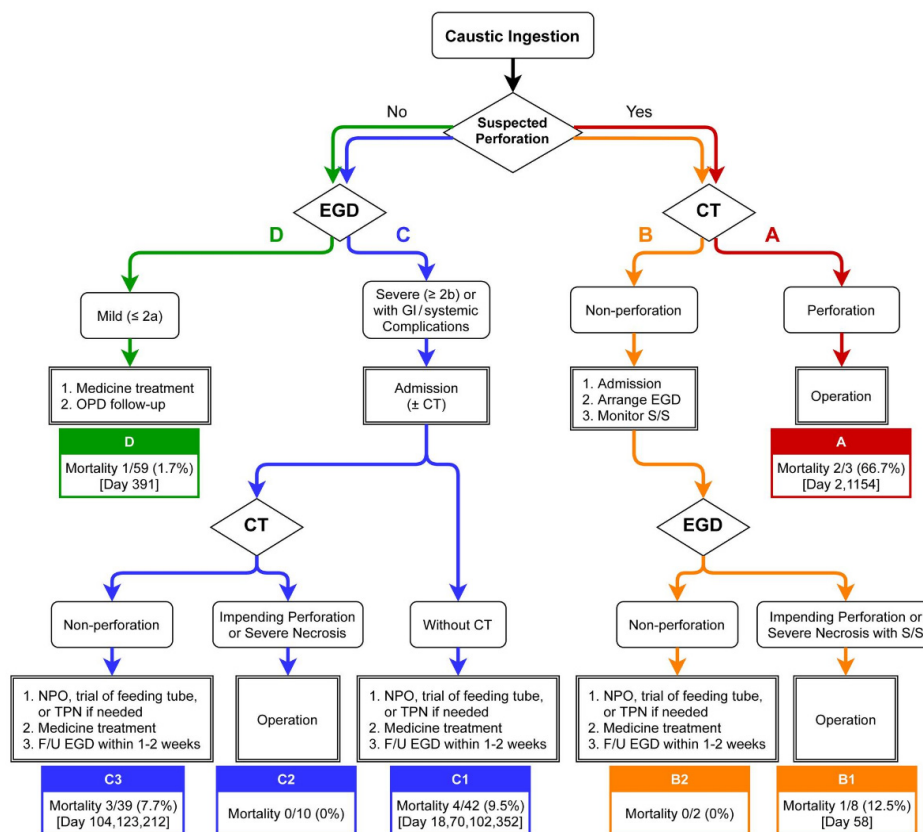 Caustic Ingestion
No
Suspected
Perforation
Yes
EGD
CT
D
C
B
A
Mild (≤ 2a)
Severe (≥ 2b) or
with GI/systemic
Complications
Non-perforation
Perforation
1. Medicine treatment
2. OPD follow-up
Admission
(± CT)
1. Admission
2. Arrange EGD
3. Monitor S/S
Operation
D
Mortality 1/59 (1.7%)
[Day 391]
A
Mortality 2/3 (66.7%)
[Day 2,1154]
CT
EGD
Non-perforation
Impending Perforation
or Severe Necrosis
Without CT
Non-perforation
Impending Perforation or
Severe Necrosis with S/S
1. NPO, trial of feeding tube,
or TPN if needed
2. Medicine treatment
3. F/U EGD within 1-2 weeks
Operation
1. NPO, trial of feeding tube,
or TPN if needed
2. Medicine treatment
3. F/U EGD within 1-2 weeks
1. NPO, trial of feeding tube,
or TPN if needed
2. Medicine treatment
3. F/U EGD within 1-2 weeks
Operation
C3
Mortality 3/39 (7.7%)
[Day 104,123,212]
C2
Mortality 0/10 (0%)
C1
Mortality 4/42 (9.5%)
[Day 18,70,102,352]
B2
Mortality 0/2 (0%)
B1
Mortality 1/8 (12.5%)
[Day 58]